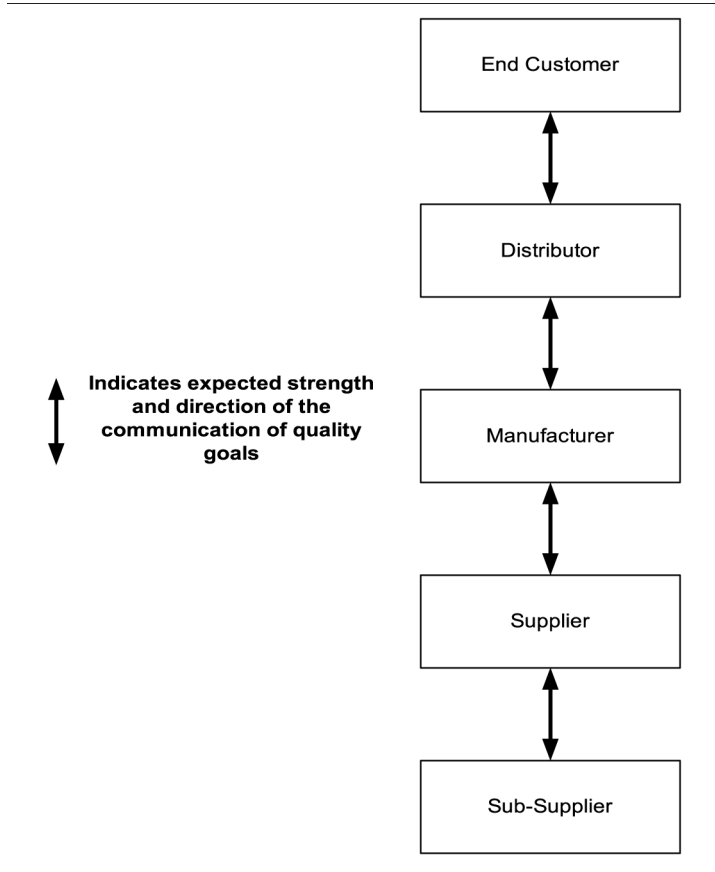 End Customer
Distributor
Indicates expected strength
and direction of the
communication of quality
goals
Manufacturer
Supplier
Sub-Supplier